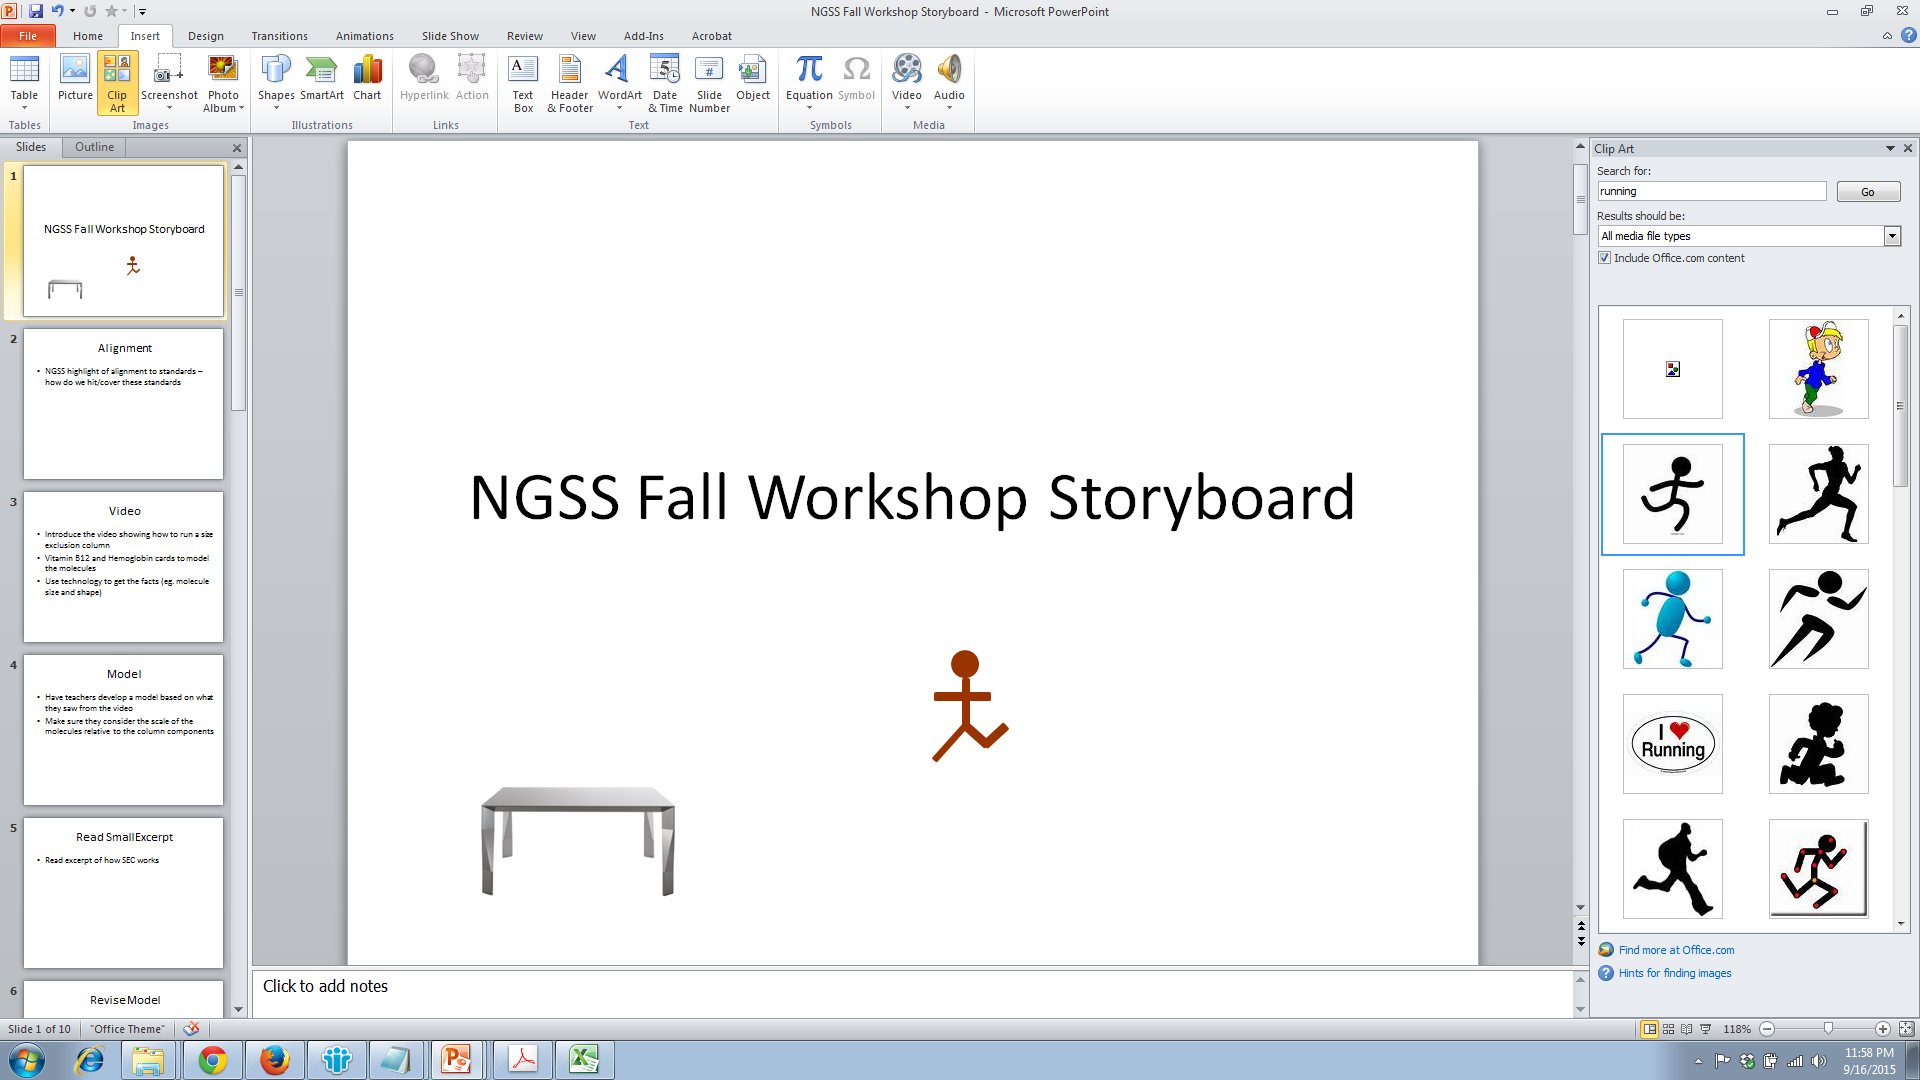 NGSS Fall Workshop Storyboard - Microsoft PowerPoint
File Home Insert Design Transitions Animations Slide Show Review View Add-Ins Acrobat
Table
Picture
Clip Art
Screenshot
Photo Album
Shapes
SmartArt
Chart
Hyperlink
Action
Text Box
Header & Footer
WordArt
Date & Time
Slide Number
Object
Equation
Symbol
Video
Audio
Tables Images Illustrations Links Text Symbols Media
Slides Outline
1
NGSS Fall Workshop Storyboard
2
Alignment
• NGSS highlight of alignment to standards –
how do we hit/cover these standards
3
Video
• Introduce the video showing how to run a size
exclusion column
• Vitamin B12 and Hemoglobin cards to model
the molecules
• Use technology to get the facts (eg. molecule
size and shape)
4
Model
• Have teachers develop a model based on what
they saw from the video
• Make sure they consider the scale of the
molecules relative to the column components
5
Read Small Excerpt
• Read excerpt of how SEC works
6
Revise Model
NGSS Fall Workshop Storyboard
Click to add notes
Clip Art
Search for:
running
Go
Results should be:
All media file types
Include Office.com content
I
Running
Find more at Office.com
Hints for finding images
Slide 1 of 10 "Office Theme" 118%
11:58 PM
9/16/2015